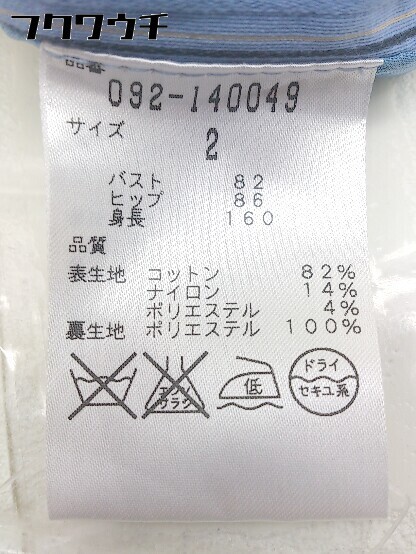 フクワウチ
品番
092-140049
サイズ
2
バスト 82
ヒップ 86
身長 160
品質
表生地 コットン 82%
ナイロン 14%
ポリエステル 4%
裏生地 ポリエステル 100%
エンソ
サラシ
低
ドライ
セキユ系